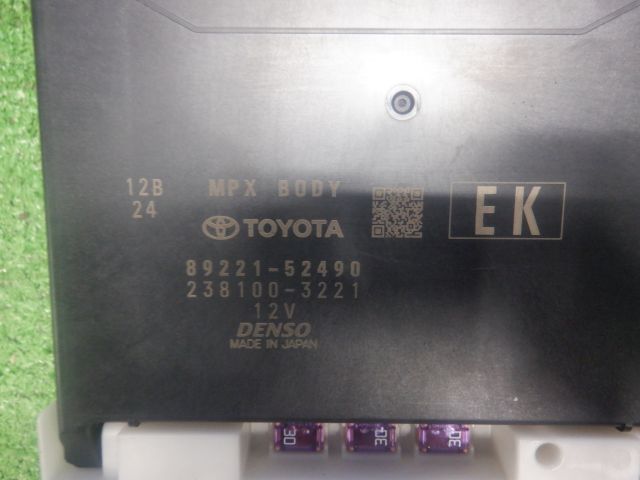 12B
24
MPX BODY
TOYOTA
EK
89221-52490
238100-3221
12V
DENSO
MADE IN JAPAN
30
30
30